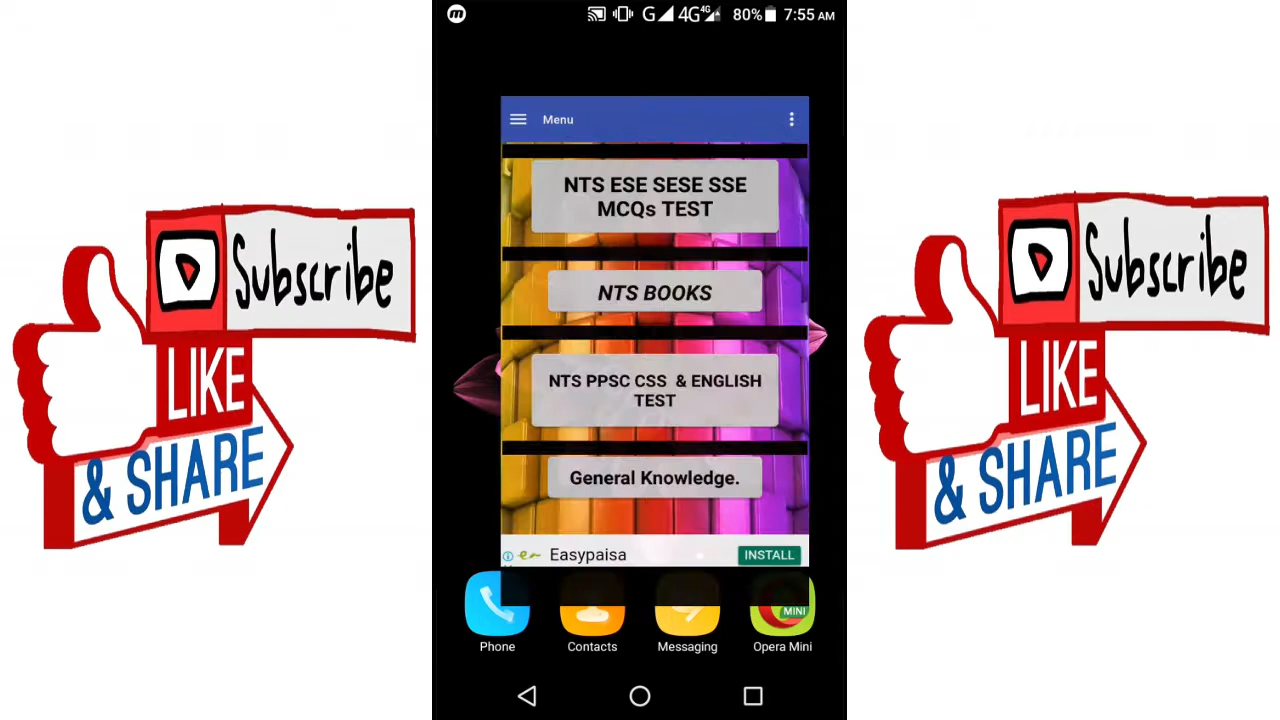 G 4G 4G 80% 7:55 AM
Menu
NTS ESE SESE SSE
MCQs TEST
NTS BOOKS
NTS PPSC CSS & ENGLISH
TEST
General Knowledge.
Easypaisa INSTALL
MINI
Phone Contacts Messaging Opera Mini
Subscribe
LIKE
& SHARE
Subscribe
LIKE
& SHARE